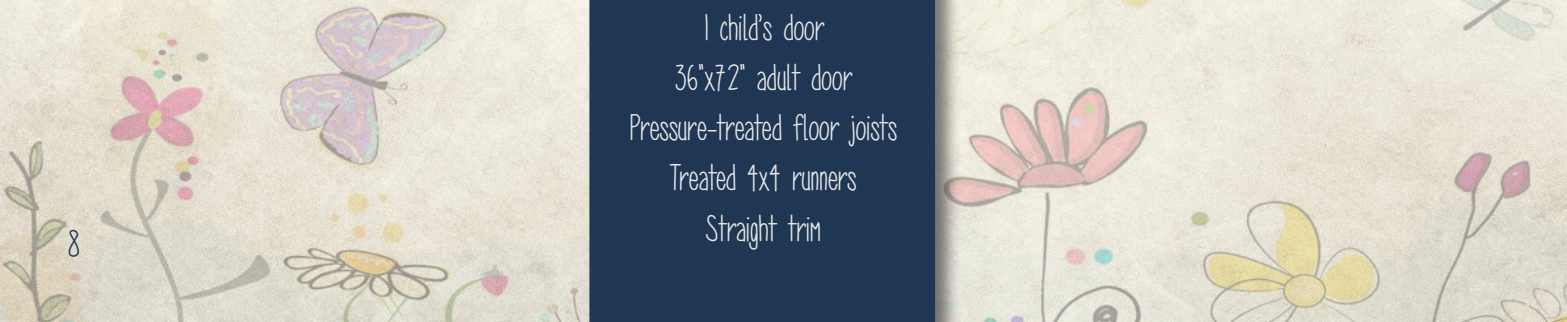 1 child's door
36"x72" adult door
Pressure-treated floor joists
Treated 4x4 runners
Straight trim
8